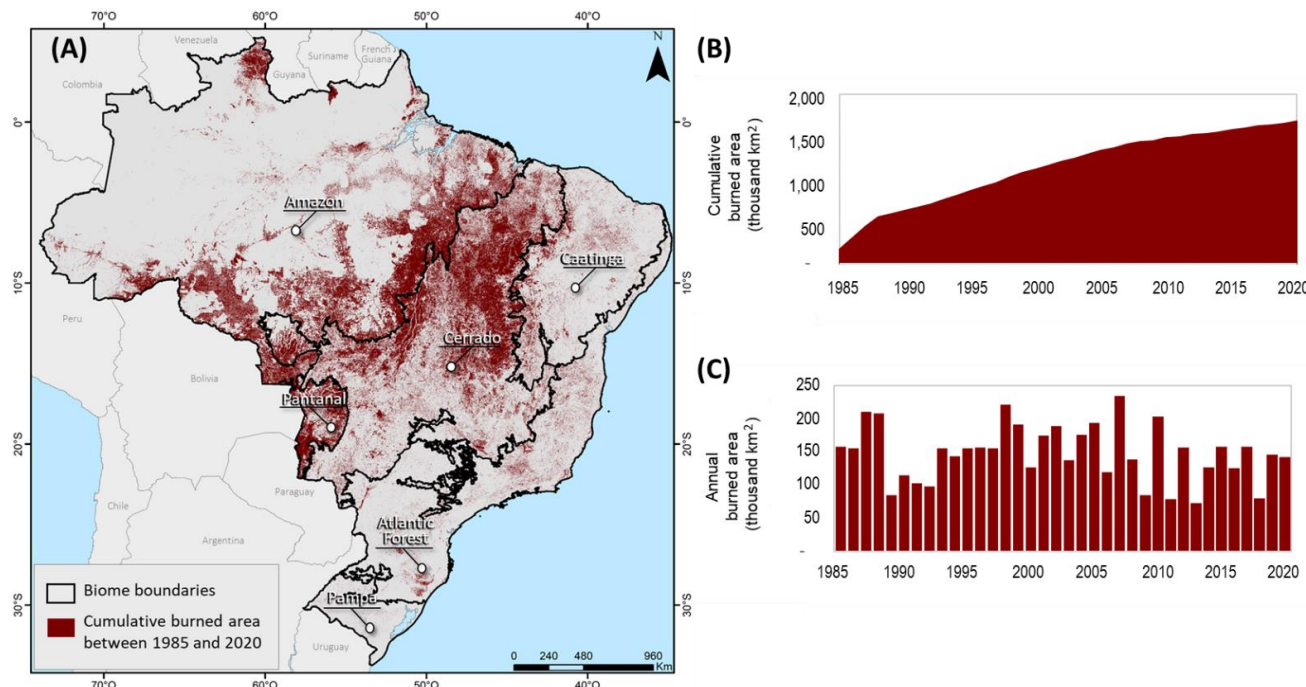 (A)
70°O
60°O
50°O
40°O
N
Venezuela
Suriname
French
Guiana
Guyana
Colombia
0°
0°
Amazon
Caatinga
10°S
10°S
Peru
Cerrado
Bolivia
Pantanal
20°S
20°S
Paraguay
Chile
Atlantic
Forest
Argentina
Pampa
30°S
30°S
Uruguay
Biome boundaries
Cumulative burned area
between 1985 and 2020
0 240 480 960
Km
70°O
60°O
50°O
40°O
(B)
Cumulative
burned area
(thousand km²)
2,000
1,500
1,000
500
-
1985 1990 1995 2000 2005 2010 2015 2020
(C)
Annual
burned area
(thousand km²)
250
200
150
100
50
-
1985 1990 1995 2000 2005 2010 2015 2020